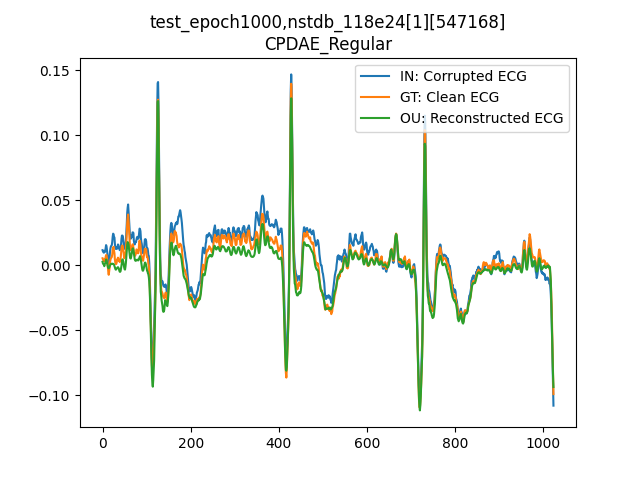 test_epoch1000,nstdb_118e24[1][547168]
CPDAE_Regular
IN: Corrupted ECG
GT: Clean ECG
OU: Reconstructed ECG
0.15
0.10
0.05
0.00
−0.05
−0.10
0
200
400
600
800
1000